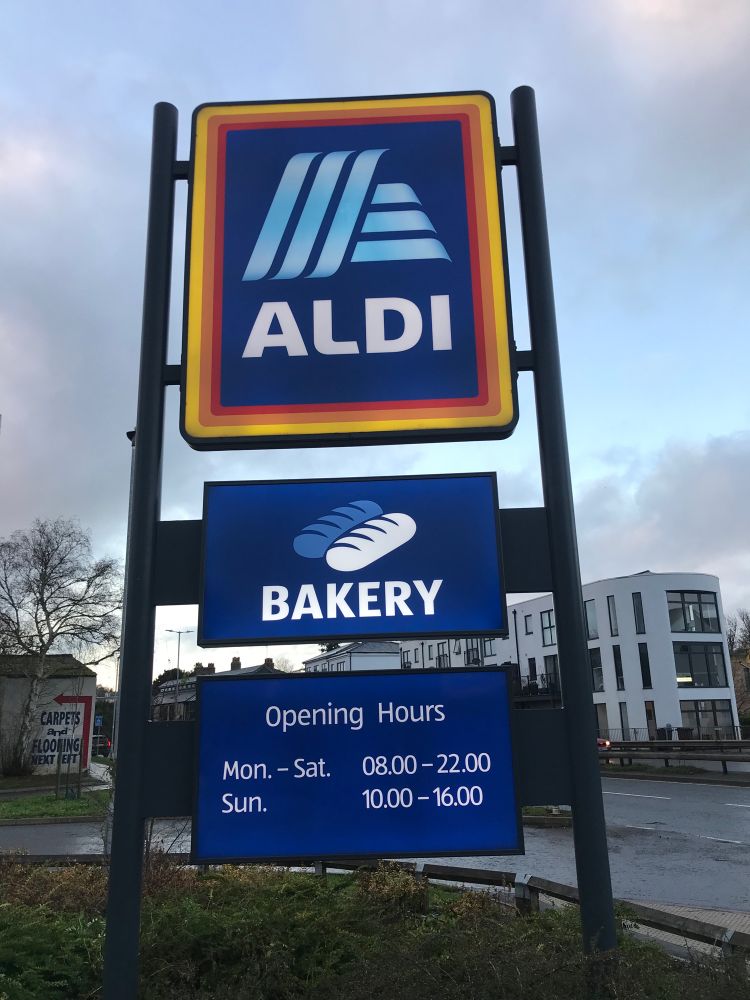 ALDI
BAKERY
Opening Hours
Mon. – Sat. 08.00 – 22.00
Sun. 10.00 – 16.00
CARPETS
and
FLOORING
NEXT LEFT